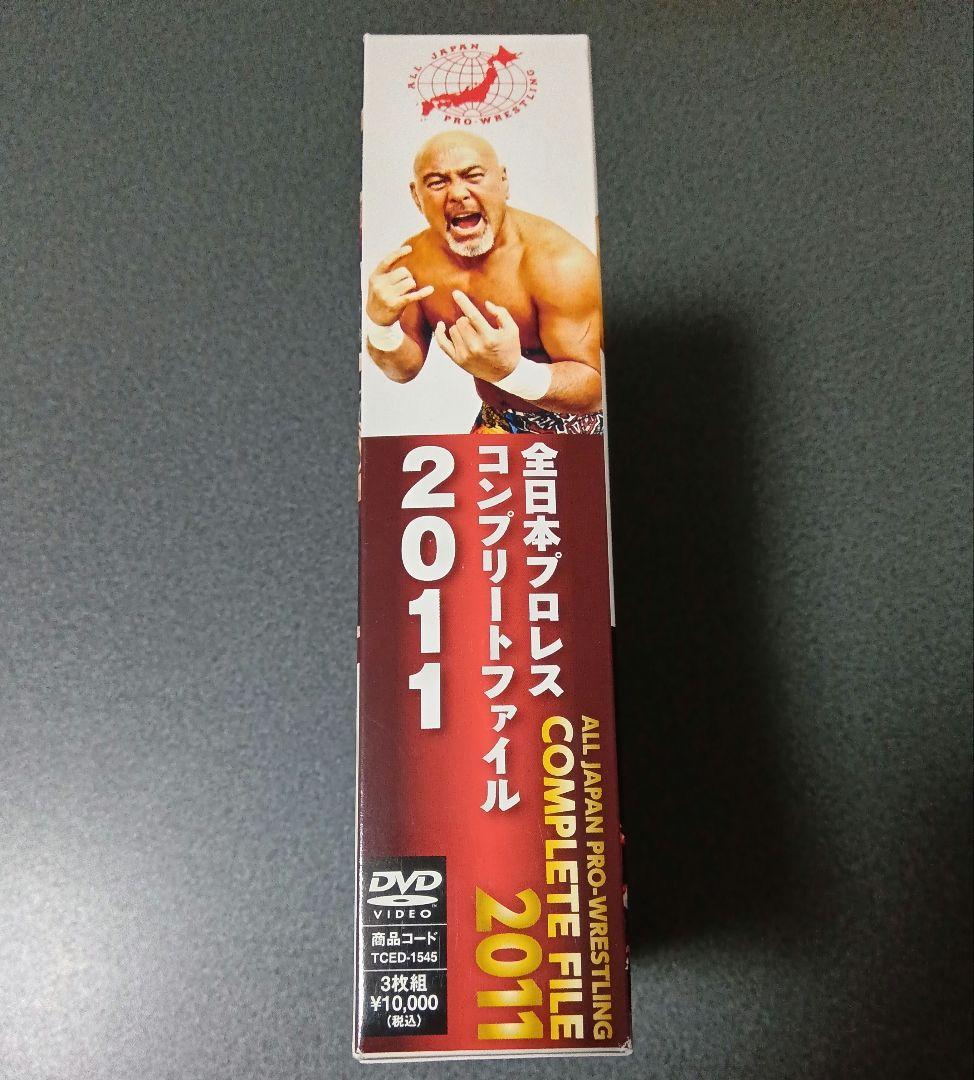 ALL JAPAN
PRO-WRESTLING
全日本プロレス
コンプリートファイル
2011
ALL JAPAN PRO-WRESTLING
COMPLETE FILE
2011
DVD
VIDEO
商品コード
TCED-1545
3枚組
¥10,000
(税込)